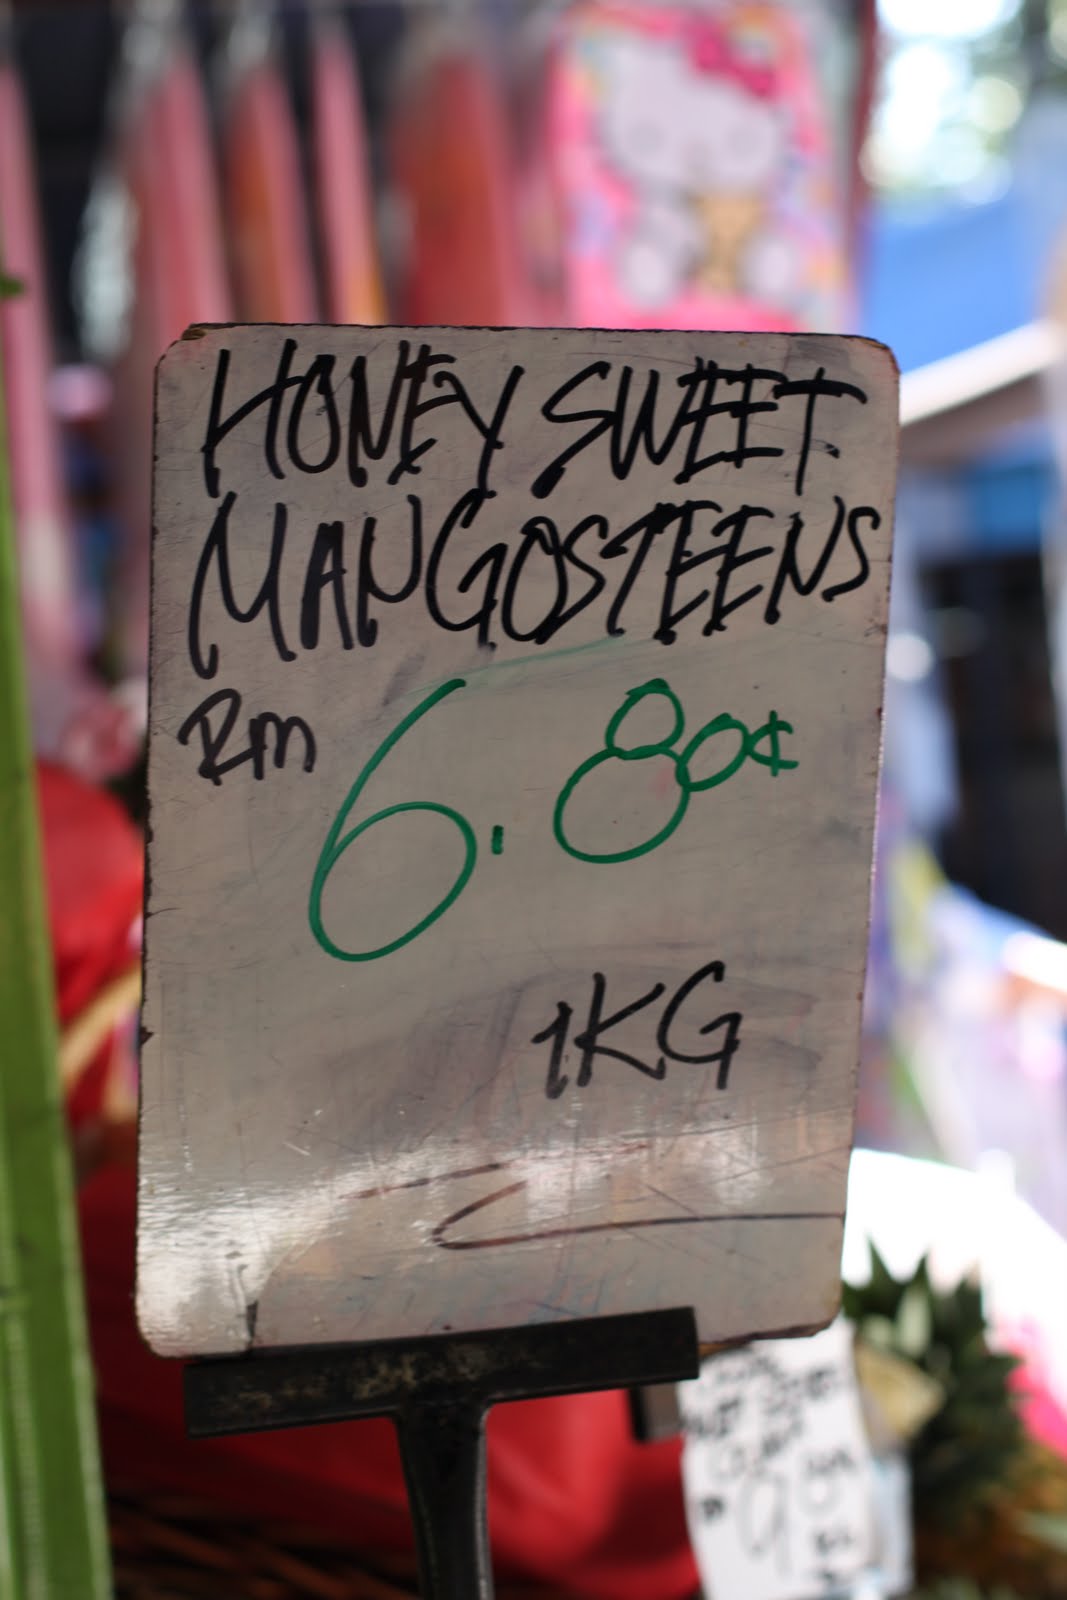 HONEY SWEET
MANGOSTEENS
RM 6.80¢
1KG